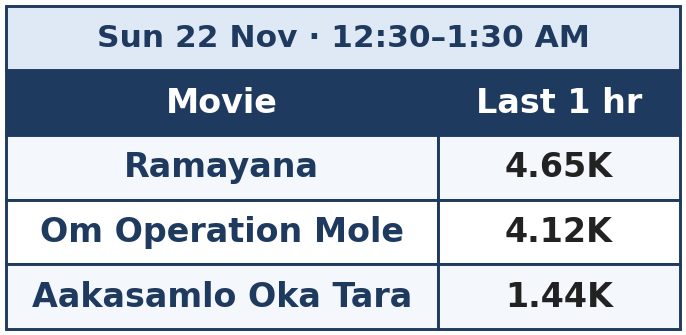 Sun 22 Nov · 12:30–1:30 AM
Movie Last 1 hr
Ramayana 4.65K
Om Operation Mole 4.12K
Aakasamlo Oka Tara 1.44K